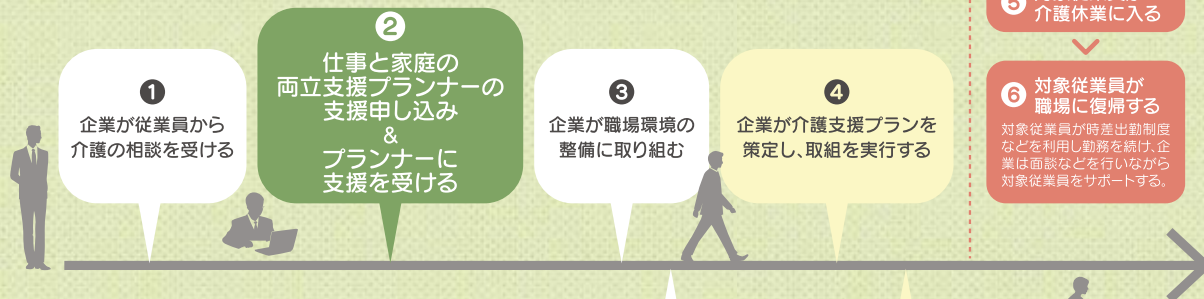 ❶
企業が従業員から
介護の相談を受ける
②
仕事と家庭の
両立支援プランナーの
支援申し込み
&
プランナーに
支援を受ける
❸
企業が職場環境の
整備に取り組む
❹
企業が介護支援プランを
策定し、取組を実行する
⑤
介護休業に入る
⑥
対象従業員が
職場に復帰する
対象従業員が時差出勤制度
などを利用し勤務を続け、企
業は面談などを行いながら
対象従業員をサポートする。